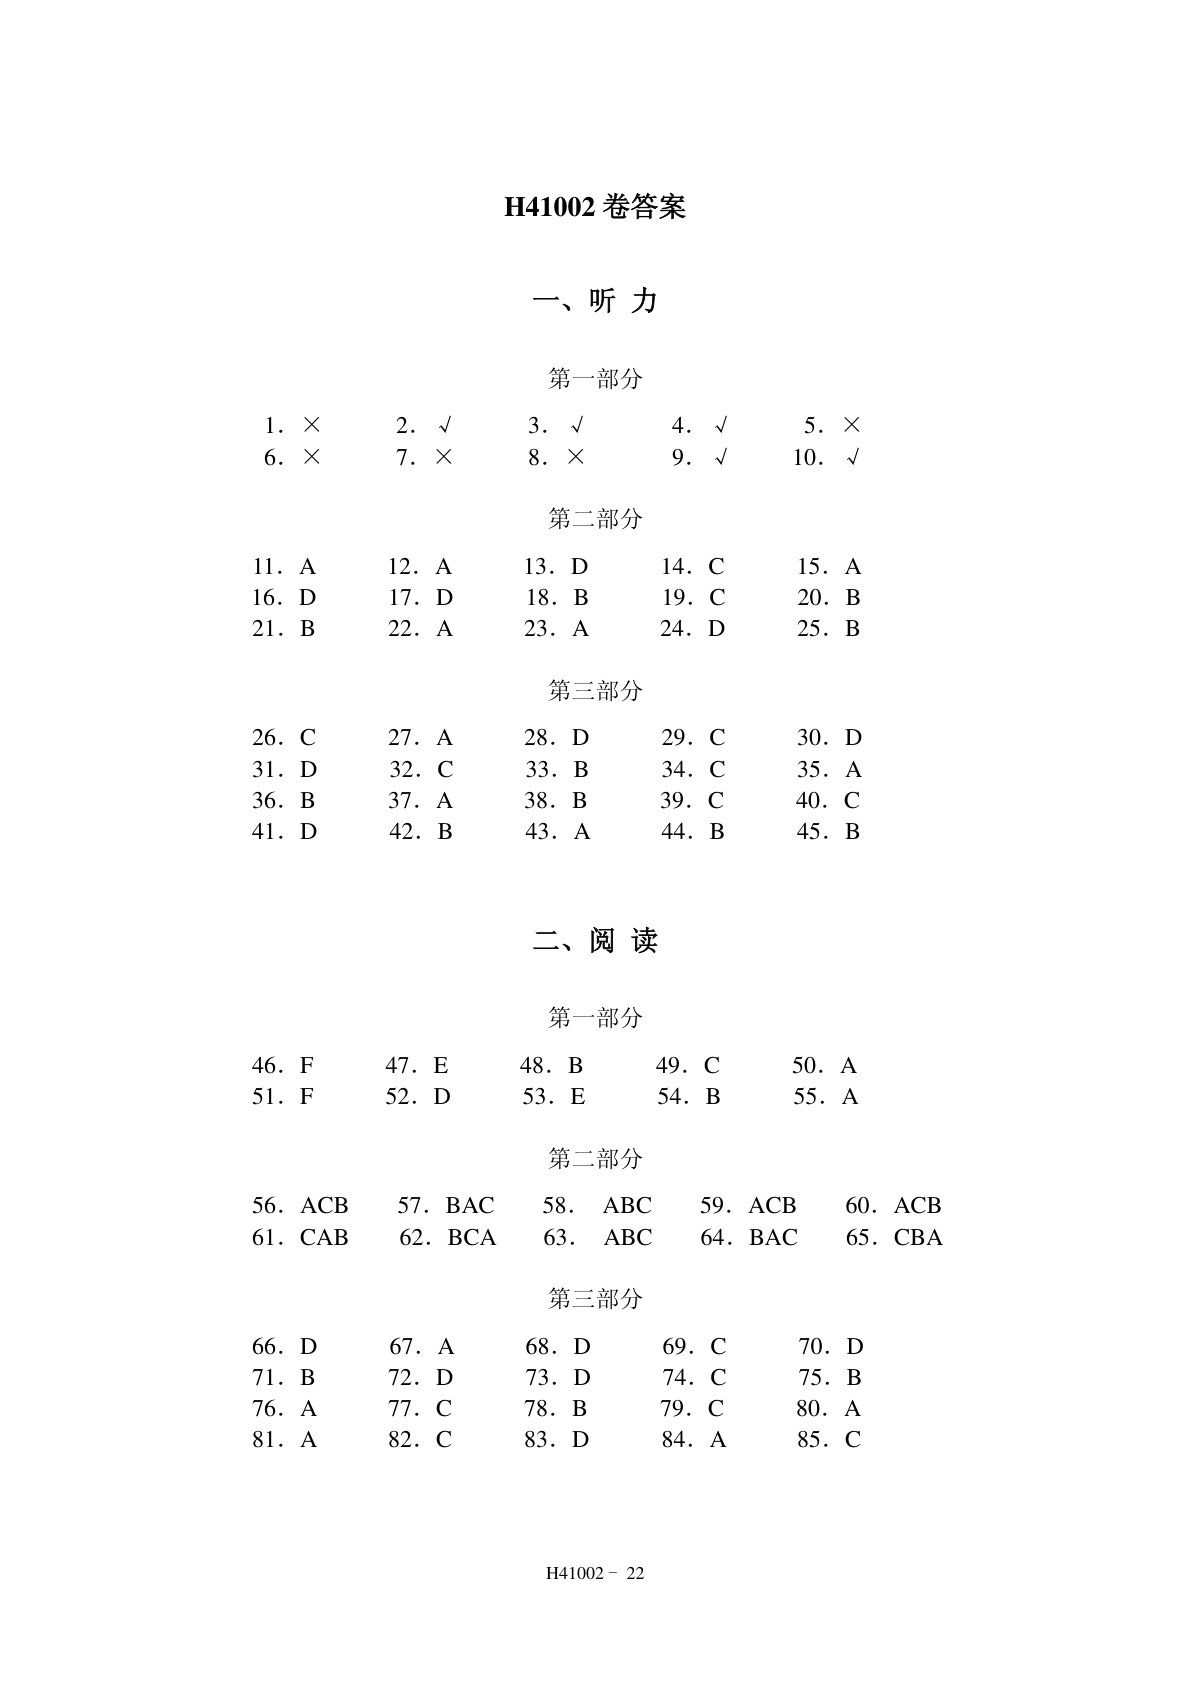 H41002 卷答案
一、听 力
第一部分
1. × 2. √ 3. √ 4. √ 5. ×
6. × 7. × 8. × 9. √ 10. √
第二部分
11. A 12. A 13. D 14. C 15. A
16. D 17. D 18. B 19. C 20. B
21. B 22. A 23. A 24. D 25. B
第三部分
26. C 27. A 28. D 29. C 30. D
31. D 32. C 33. B 34. C 35. A
36. B 37. A 38. B 39. C 40. C
41. D 42. B 43. A 44. B 45. B
二、阅 读
第一部分
46. F 47. E 48. B 49. C 50. A
51. F 52. D 53. E 54. B 55. A
第二部分
56. ACB 57. BAC 58. ABC 59. ACB 60. ACB
61. CAB 62. BCA 63. ABC 64. BAC 65. CBA
第三部分
66. D 67. A 68. D 69. C 70. D
71. B 72. D 73. D 74. C 75. B
76. A 77. C 78. B 79. C 80. A
81. A 82. C 83. D 84. A 85. C
H41002 - 22